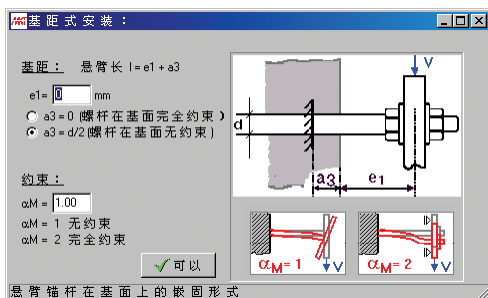 MKT基距式安装：
基距： 悬臂长 l=e1+a3
e1= 0 mm
a3=0 (螺杆在基面完全约束)
a3=d/2(螺杆在基面无约束)
约束：
αM= 1.00
αM= 1 无约束
αM= 2 完全约束
可以
V
d
a3 e1
αM=1 V
αM=2 V
悬臂锚杆在基面上的嵌固形式